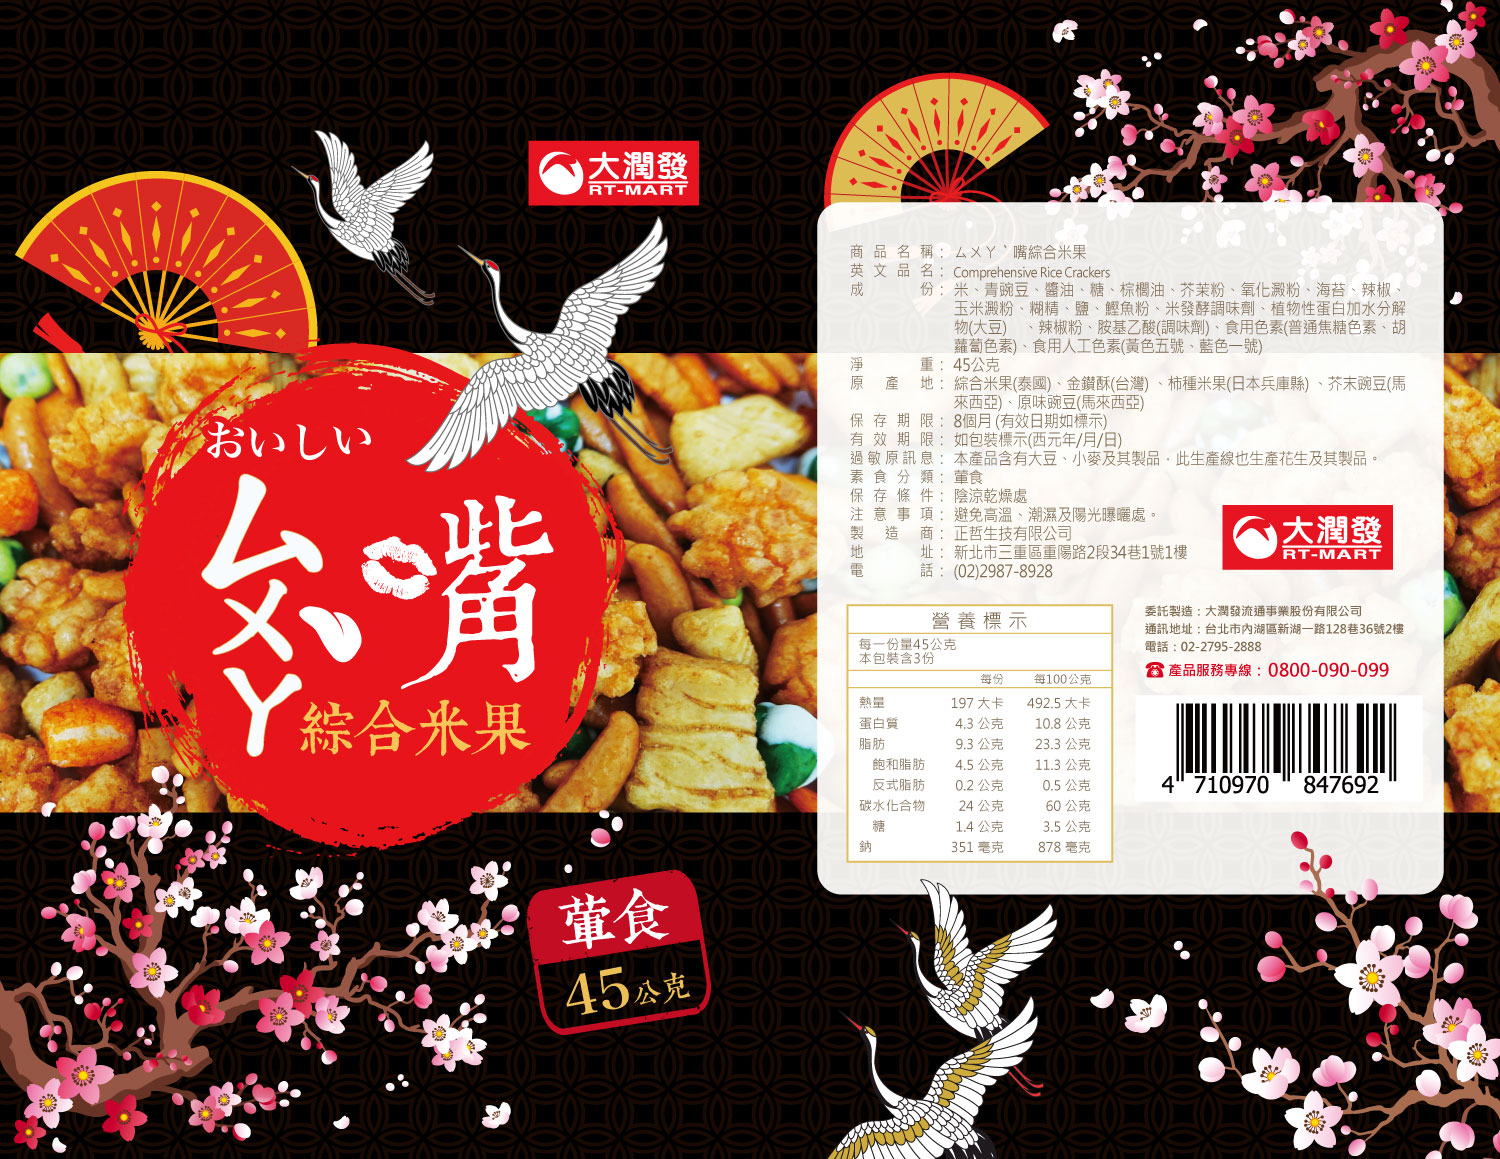 大潤發
RT-MART
おいしい
ㄙㄨㄚˋ嘴
綜合米果
葷食
45公克
商品名稱：ㄙㄨㄚˋ嘴綜合米果
英文品名：Comprehensive Rice Crackers
成份：米、青豌豆、醬油、糖、棕櫚油、芥茉粉、氧化澱粉、海苔、辣椒、
玉米澱粉、糊精、鹽、鰹魚粉、米發酵調味劑、植物性蛋白加水分解
物(大豆)　、辣椒粉、胺基乙酸(調味劑)、食用色素(普通焦糖色素、胡
蘿蔔色素)、食用人工色素(黃色五號、藍色一號)
淨重：45公克
原產地：綜合米果(泰國)、金鑽酥(台灣) 、柿種米果(日本兵庫縣) 、芥末豌豆(馬
來西亞)、原味豌豆(馬來西亞)
保存期限：8個月 (有效日期如標示)
有效期限：如包裝標示(西元年/月/日)
過敏原訊息：本產品含有大豆、小麥及其製品，此生產線也生產花生及其製品。
素食分類：葷食
保存條件：陰涼乾燥處
注意事項：避免高溫、潮濕及陽光曝曬處。
製造商：正哲生技有限公司
地址：新北市三重區重陽路2段34巷1號1樓
電話：(02)2987-8928
大潤發
RT-MART
營養標示
每一份量45公克
本包裝含3份
每份 每100公克
熱量 197 大卡 492.5 大卡
蛋白質 4.3 公克 10.8 公克
脂肪 9.3 公克 23.3 公克
飽和脂肪 4.5 公克 11.3 公克
反式脂肪 0.2 公克 0.5 公克
碳水化合物 24 公克 60 公克
糖 1.4 公克 3.5 公克
鈉 351 毫克 878 毫克
委託製造：大潤發流通事業股份有限公司
通訊地址：台北市內湖區新湖一路128巷36號2樓
電話：02-2795-2888
☎ 產品服務專線：0800-090-099
4 710970 847692